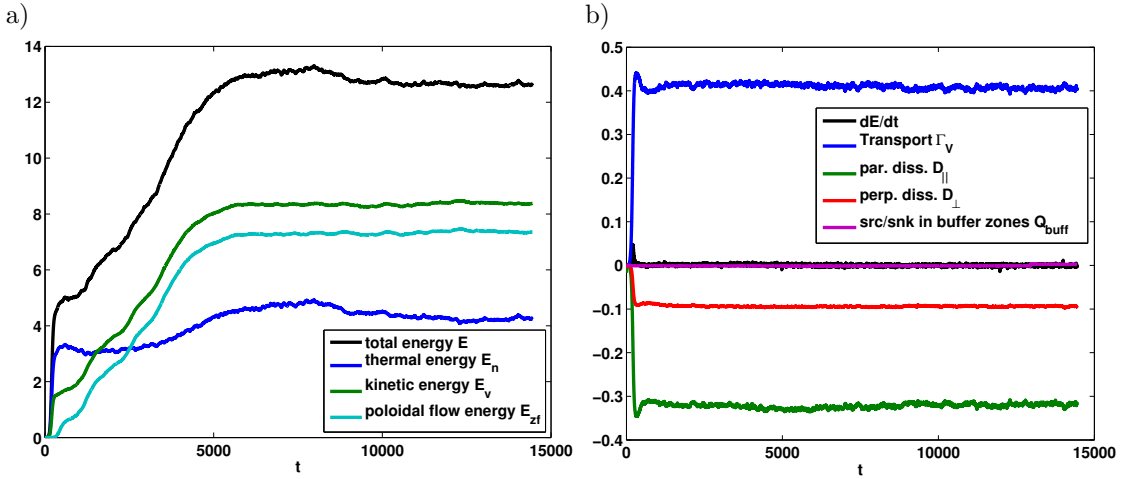 a)
14
12
10
8
6
4
2
0
0
5000
10000
15000
t
total energy E
thermal energy E_n
kinetic energy E_v
poloidal flow energy E_zf
b)
0.5
0.4
0.3
0.2
0.1
0
−0.1
−0.2
−0.3
−0.4
0
5000
10000
15000
t
dE/dt
Transport Γ_V
par. diss. D_||
perp. diss. D_⊥
src/snk in buffer zones Q_buff